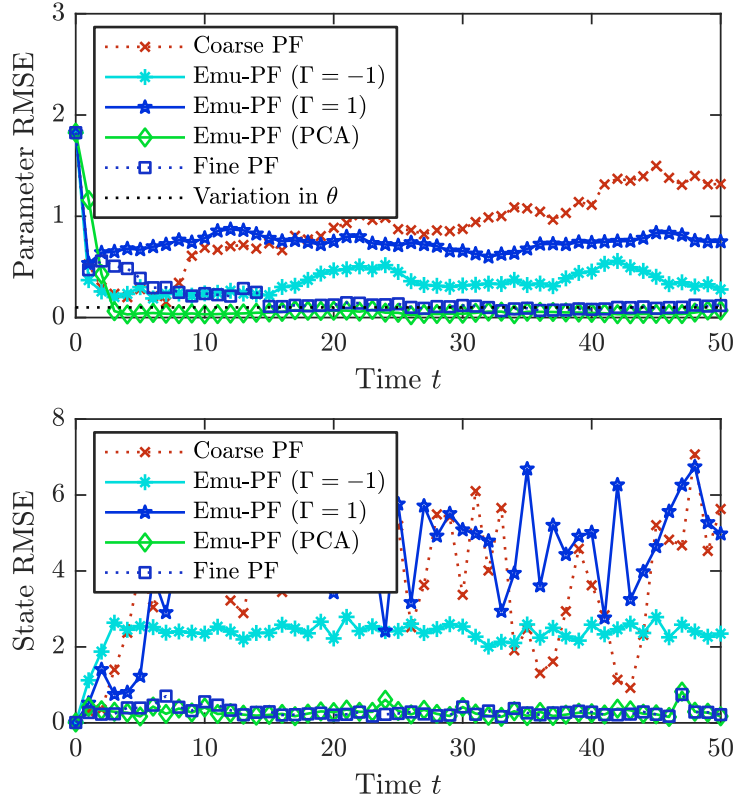 3
2
1
0
Parameter RMSE
Coarse PF
Emu-PF (Γ = −1)
Emu-PF (Γ = 1)
Emu-PF (PCA)
Fine PF
Variation in θ
0 10 20 30 40 50
Time t
8
6
4
2
0
State RMSE
Coarse PF
Emu-PF (Γ = −1)
Emu-PF (Γ = 1)
Emu-PF (PCA)
Fine PF
0 10 20 30 40 50
Time t